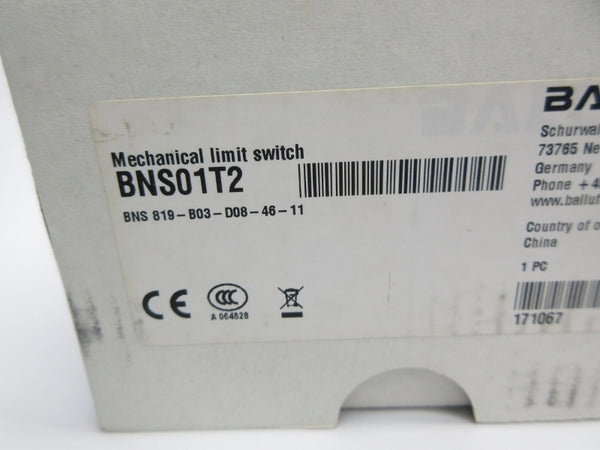 Mechanical limit switch
BNS01T2
BNS 819-B03-D08-46-11
CCC
A 064828
BA
Schurwal
73765 Ne
Germany
Phone +4
www.balluf
Country of o
China
1 PC
171067